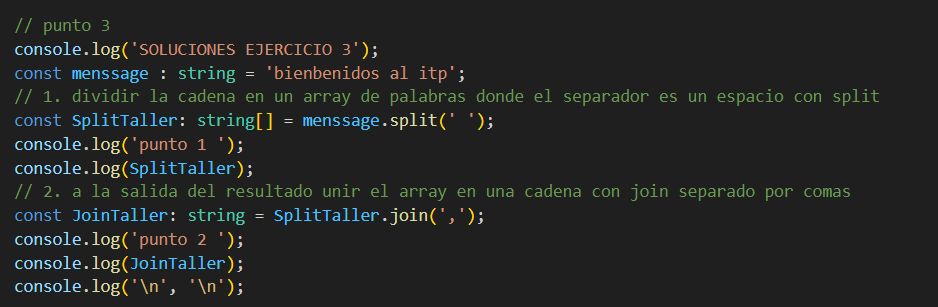 // punto 3
console.log('SOLUCIONES EJERCICIO 3');
const menssage : string = 'bienbenidos al itp';
// 1. dividir la cadena en un array de palabras donde el separador es un espacio con split
const SplitTaller: string[] = menssage.split(' ');
console.log('punto 1 ');
console.log(SplitTaller);
// 2. a la salida del resultado unir el array en una cadena con join separado por comas
const JoinTaller: string = SplitTaller.join(',');
console.log('punto 2 ');
console.log(JoinTaller);
console.log('\n', '\n');